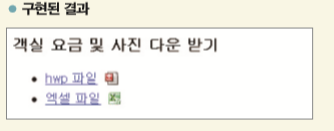 구현된 결과
객실 요금 및 사진 다운 받기
hwp 파일
엑셀 파일